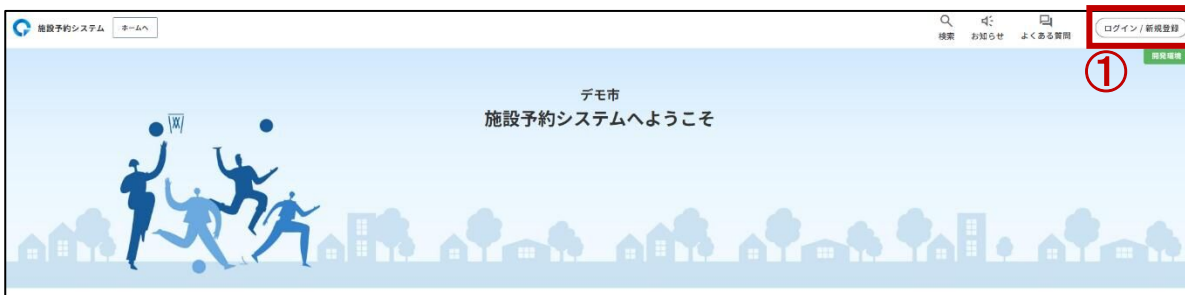 施設予約システム ホームへ
検索 お知らせ よくある質問 ログイン / 新規登録
①
開発環境
デモ市
施設予約システムへようこそ